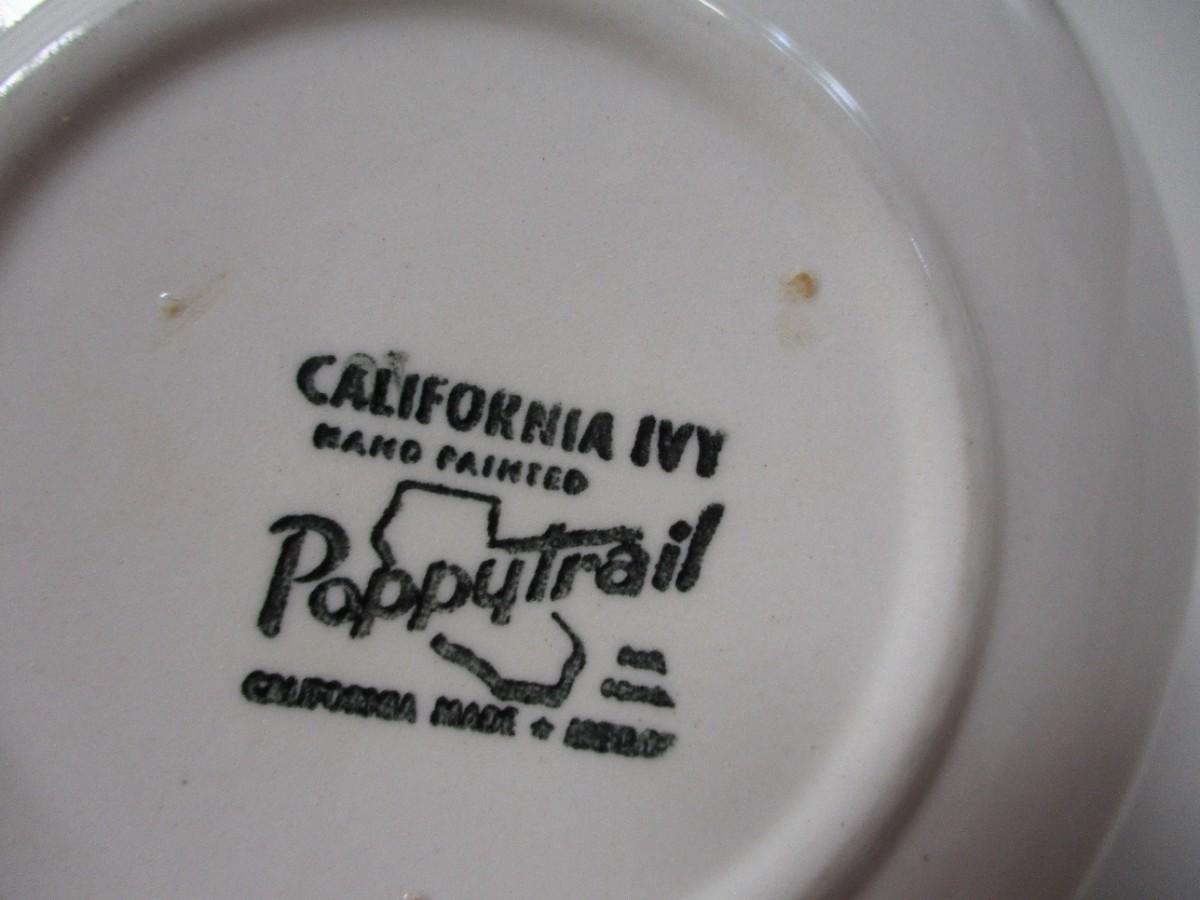 CALIFORNIA IVY
HAND PAINTED
PoppyTrail
CALIFORNIA MADE ★